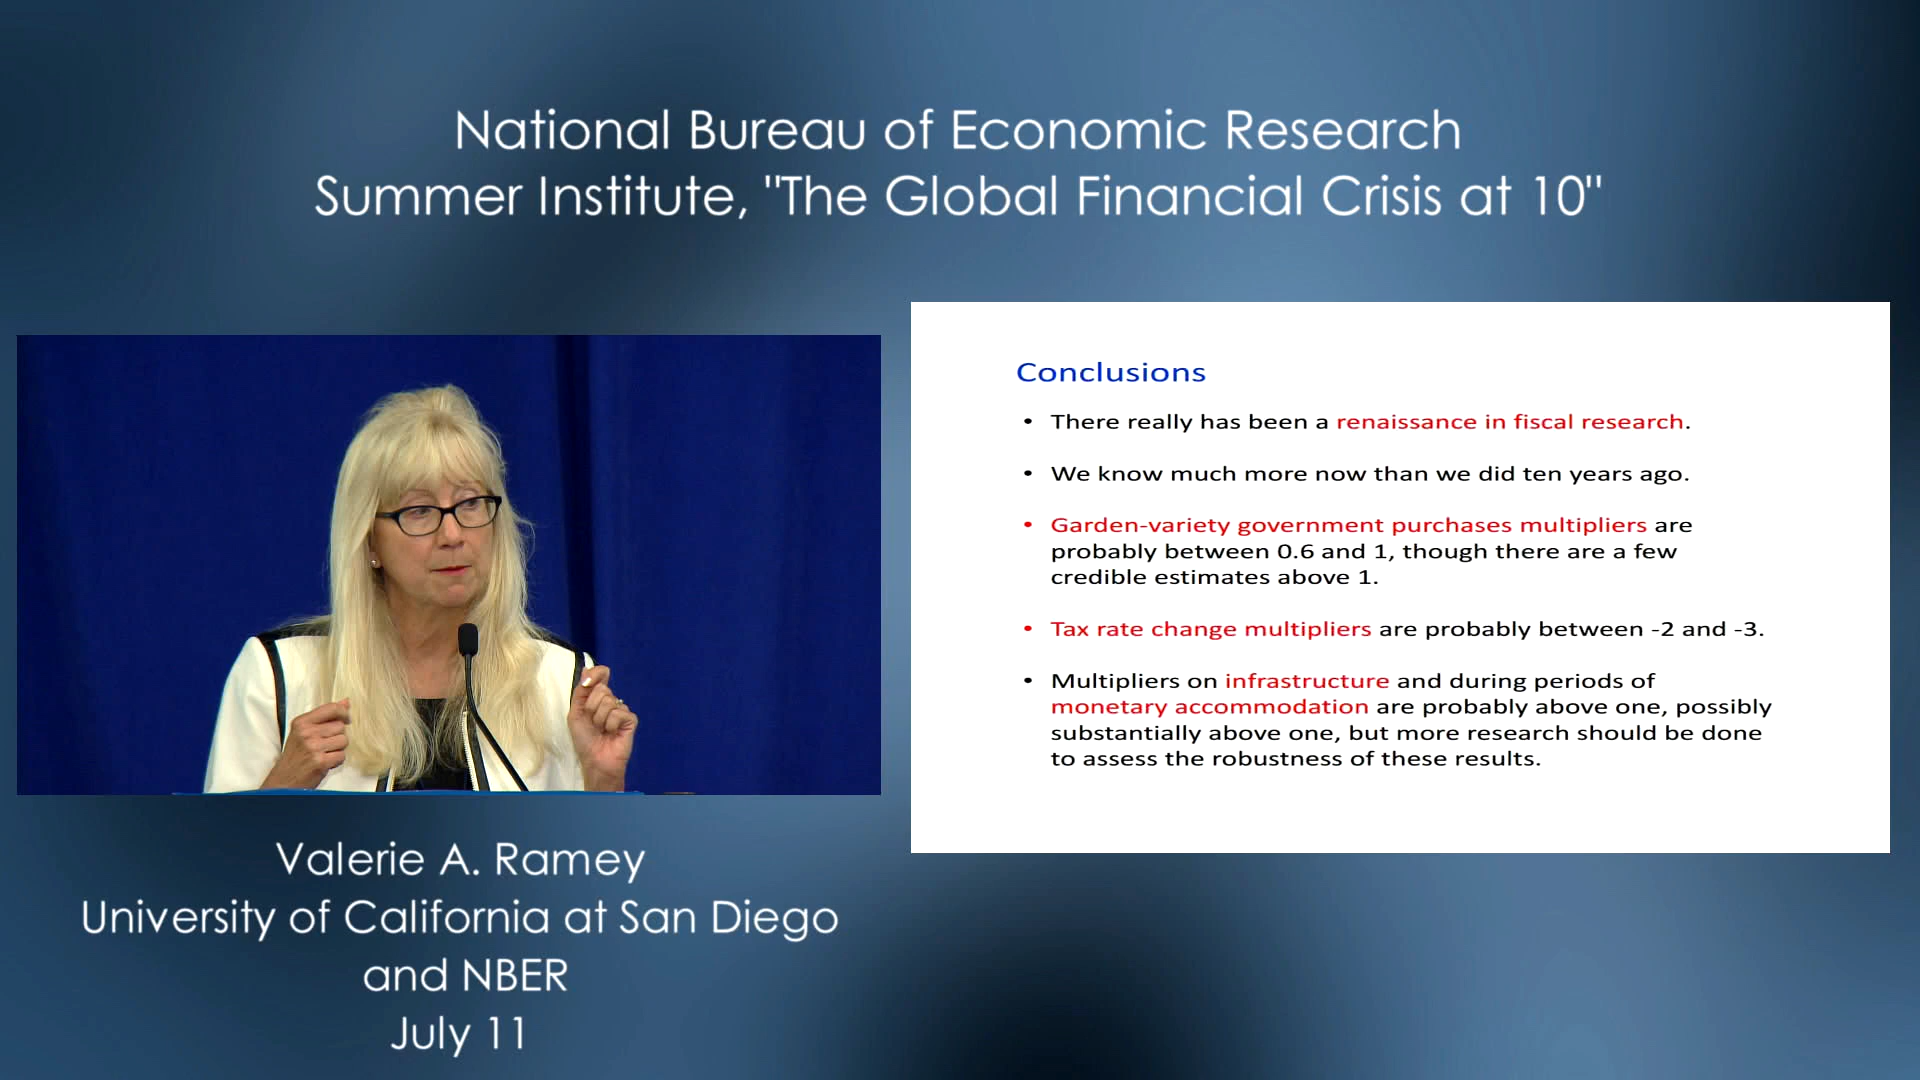 National Bureau of Economic Research
Summer Institute, "The Global Financial Crisis at 10"
Conclusions
• There really has been a renaissance in fiscal research.
• We know much more now than we did ten years ago.
• Garden-variety government purchases multipliers are
probably between 0.6 and 1, though there are a few
credible estimates above 1.
• Tax rate change multipliers are probably between -2 and -3.
• Multipliers on infrastructure and during periods of
monetary accommodation are probably above one, possibly
substantially above one, but more research should be done
to assess the robustness of these results.
Valerie A. Ramey
University of California at San Diego
and NBER
July 11